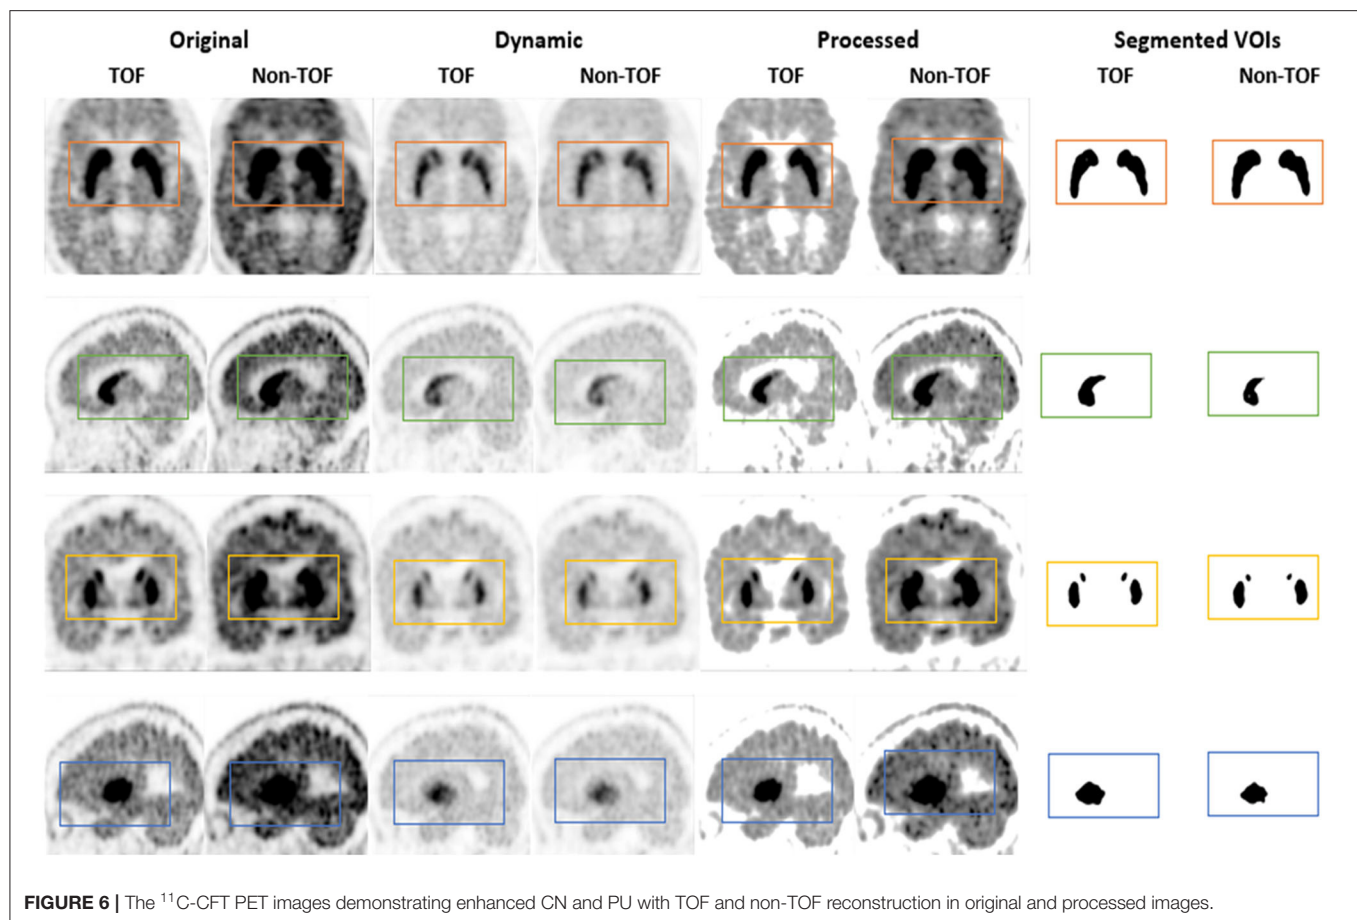 Original Dynamic Processed Segmented VOIs
TOF Non-TOF TOF Non-TOF TOF Non-TOF TOF Non-TOF
FIGURE 6 | The ¹¹C-CFT PET images demonstrating enhanced CN and PU with TOF and non-TOF reconstruction in original and processed images.